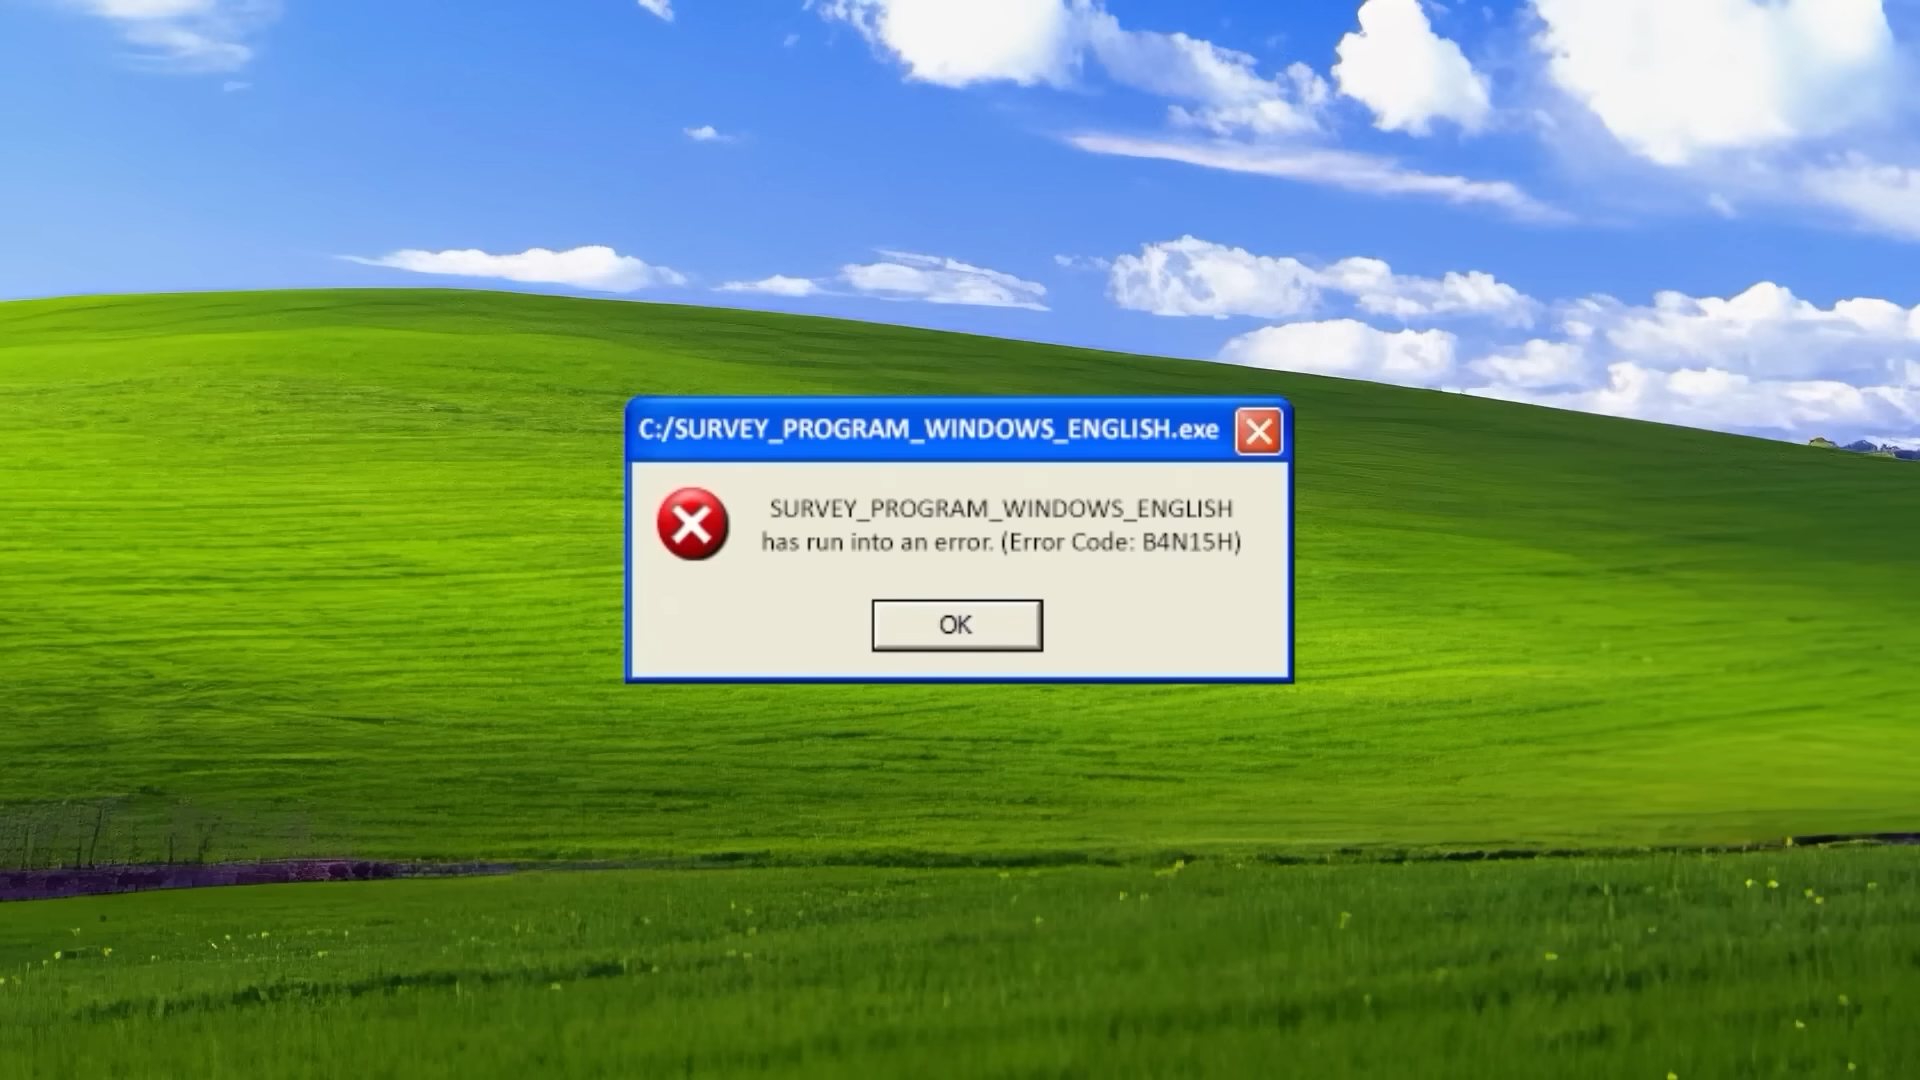 C:/SURVEY_PROGRAM_WINDOWS_ENGLISH.exe
SURVEY_PROGRAM_WINDOWS_ENGLISH
has run into an error. (Error Code: B4N15H)
OK